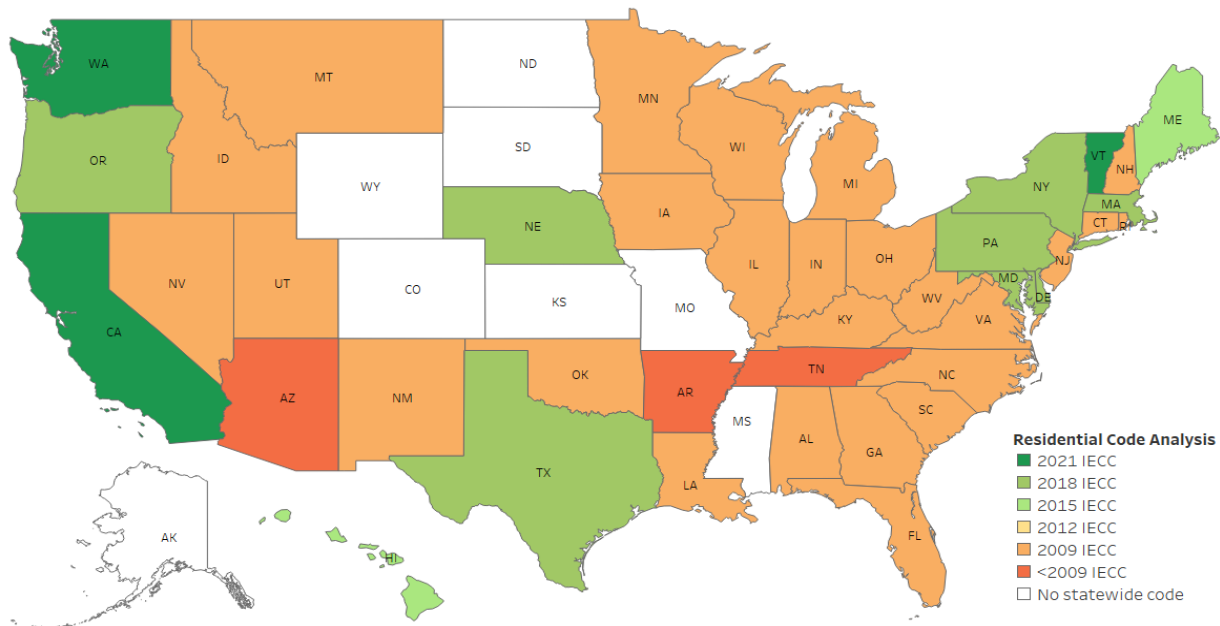 WA
MT
ND
MN
ME
OR
ID
SD
WI
VT
NH
WY
MI
NY
MA
IA
NE
CT
RI
PA
NV
UT
CO
IL
IN
OH
NJ
MD
DE
KS
MO
WV
VA
CA
KY
TN
NC
OK
AZ
NM
AR
SC
MS
AL
GA
TX
LA
FL
AK
HI
Residential Code Analysis
2021 IECC
2018 IECC
2015 IECC
2012 IECC
2009 IECC
<2009 IECC
No statewide code